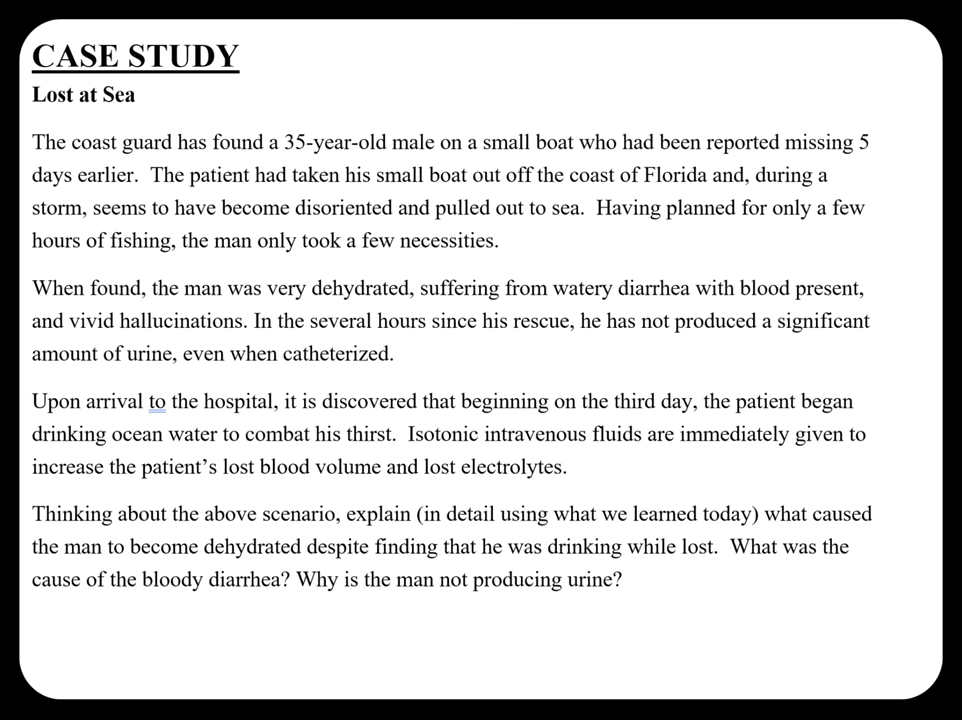 CASE STUDY
Lost at Sea
The coast guard has found a 35-year-old male on a small boat who had been reported missing 5
days earlier.  The patient had taken his small boat out off the coast of Florida and, during a
storm, seems to have become disoriented and pulled out to sea.  Having planned for only a few
hours of fishing, the man only took a few necessities.
When found, the man was very dehydrated, suffering from watery diarrhea with blood present,
and vivid hallucinations. In the several hours since his rescue, he has not produced a significant
amount of urine, even when catheterized.
Upon arrival to the hospital, it is discovered that beginning on the third day, the patient began
drinking ocean water to combat his thirst.  Isotonic intravenous fluids are immediately given to
increase the patient’s lost blood volume and lost electrolytes.
Thinking about the above scenario, explain (in detail using what we learned today) what caused
the man to become dehydrated despite finding that he was drinking while lost.  What was the
cause of the bloody diarrhea? Why is the man not producing urine?